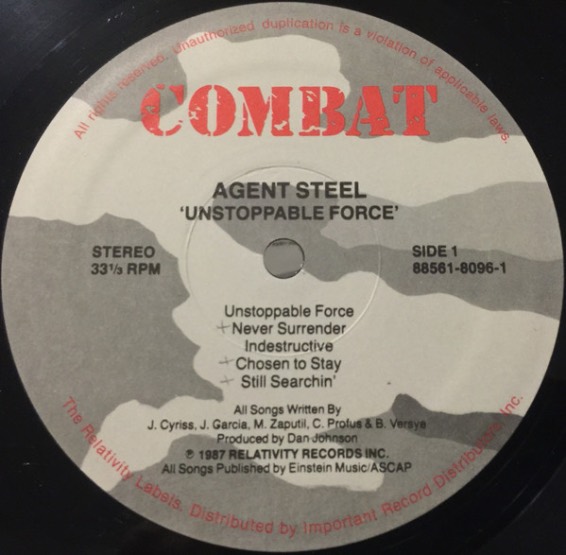 All rights reserved. Unauthorized duplication is a violation of applicable laws.
COMBAT
AGENT STEEL
'UNSTOPPABLE FORCE'
STEREO
33⅓ RPM
SIDE 1
88561-8096-1
Unstoppable Force
+Never Surrender
Indestructive
+Chosen to Stay
+Still Searchin'
All Songs Written By
J. Cyriss, J. Garcia, M. Zaputil, C. Profus & B. Versye
Produced by Dan Johnson
℗ 1987 RELATIVITY RECORDS INC.
All Songs Published by Einstein Music/ASCAP
The Relativity Labels. Distributed by Important Record Distributors, Inc.